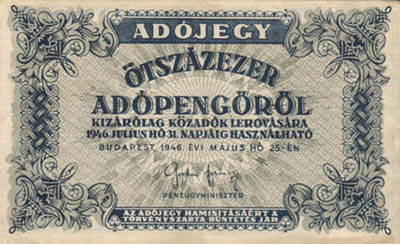 ADÓJEGY
ÖTSZÁZEZER
ADÓPENGŐRŐL
KIZÁRÓLAG KÖZADÓK LEROVÁSÁRA
1946. JULIUS HÓ 31. NAPJÁIG HASZNÁLHATÓ
BUDAPEST, 1946. ÉVI MÁJUS HÓ 25.-ÉN
PÉNZÜGYMINISZTER
AZ ADÓJEGY HAMISÍTÁSÁÉRT A
TÖRVÉNYSZABTA BÜNTETÉS JÁR.